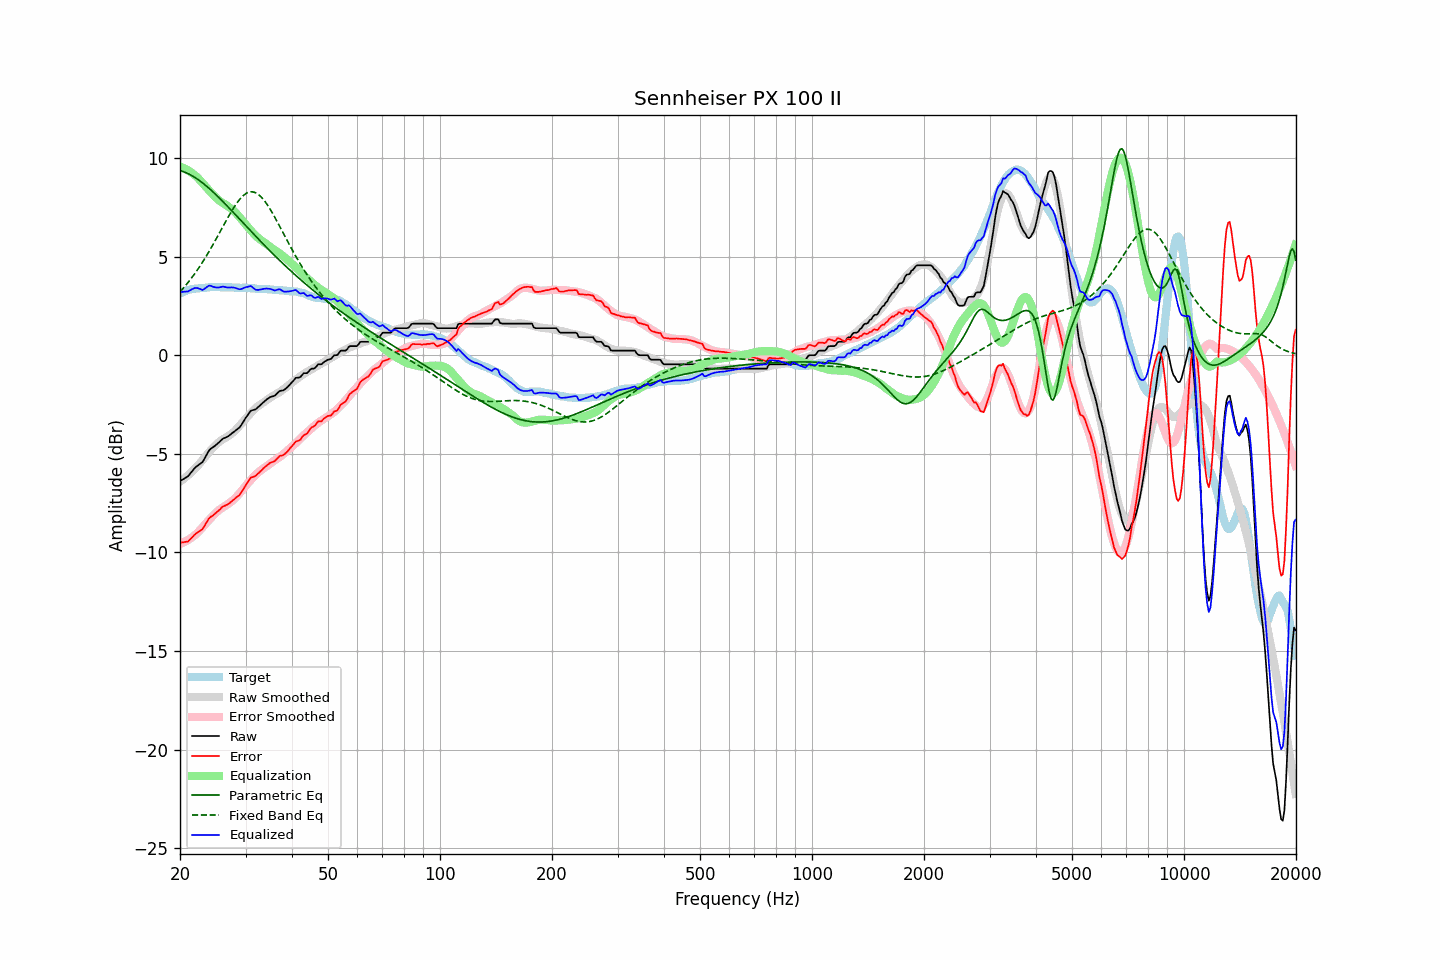 Sennheiser PX 100 II
Amplitude (dBr)
10
5
0
−5
−10
−15
−20
−25
Target
Raw Smoothed
Error Smoothed
Raw
Error
Equalization
Parametric Eq
Fixed Band Eq
Equalized
20 50 100 200 500 1000 2000 5000 10000 20000
Frequency (Hz)